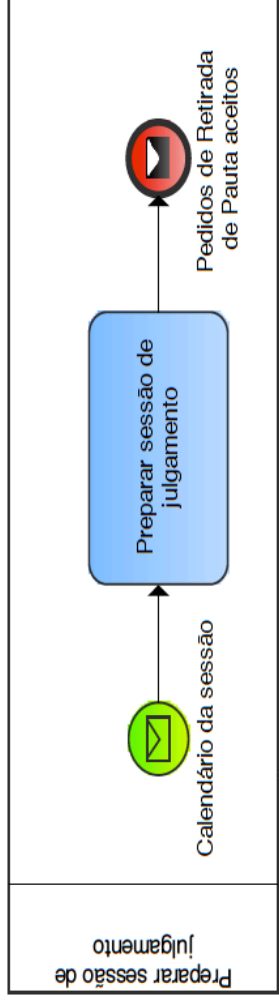 Preparar sessão de
julgamento
Calendário da sessão
Preparar sessão de
julgamento
Pedidos de Retirada
de Pauta aceitos